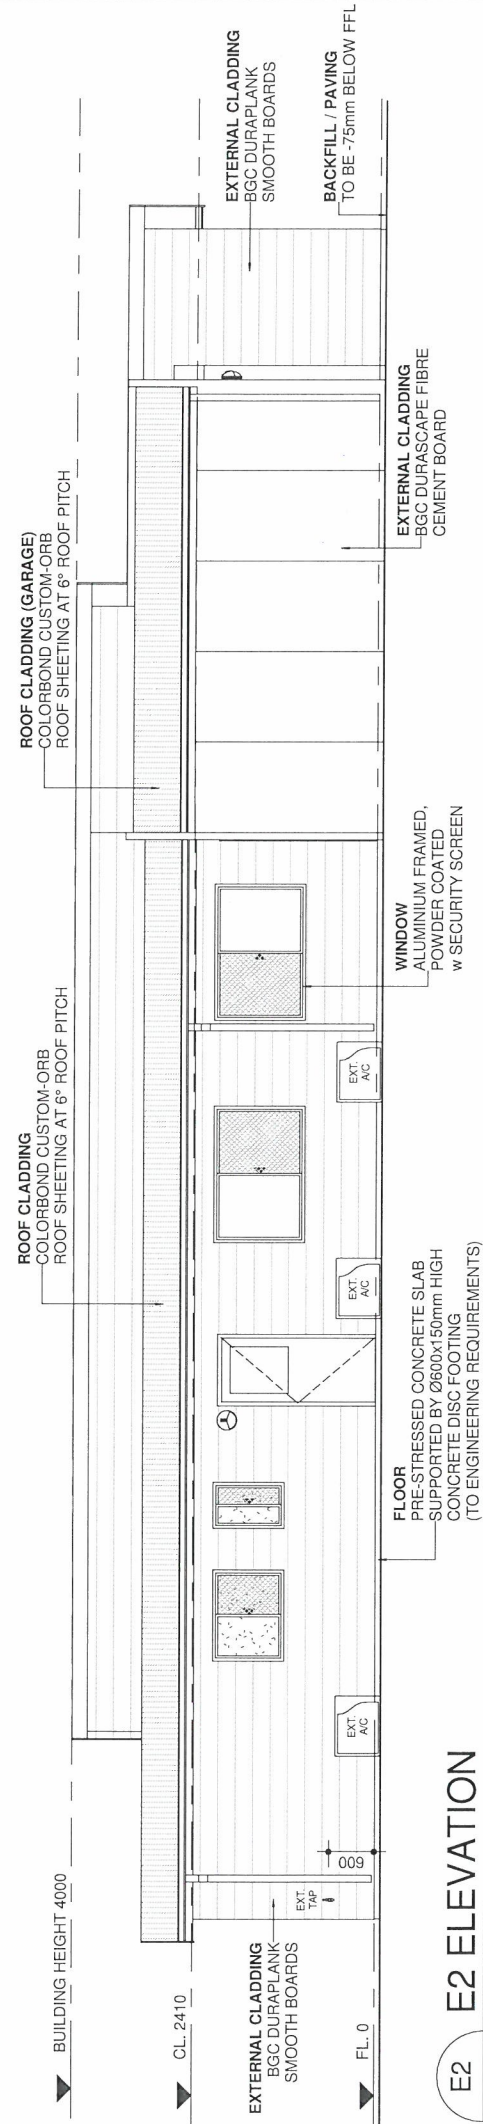 BUILDING HEIGHT 4000
CL. 2410
FL. 0
ROOF CLADDING
COLORBOND CUSTOM-ORB
ROOF SHEETING AT 6° ROOF PITCH
ROOF CLADDING (GARAGE)
COLORBOND CUSTOM-ORB
ROOF SHEETING AT 6° ROOF PITCH
EXTERNAL CLADDING
BGC DURAPLANK
SMOOTH BOARDS
BACKFILL / PAVING
TO BE -75mm BELOW FFL
EXTERNAL CLADDING
BGC DURAPLANK
SMOOTH BOARDS
EXT.
TAP
600
EXT.
A/C
EXT.
A/C
EXT.
A/C
FLOOR
PRE-STRESSED CONCRETE SLAB
SUPPORTED BY Ø600x150mm HIGH
CONCRETE DISC FOOTING
(TO ENGINEERING REQUIREMENTS)
WINDOW
ALUMINIUM FRAMED,
POWDER COATED
w SECURITY SCREEN
EXTERNAL CLADDING
BGC DURASCAPE FIBRE
CEMENT BOARD
E2
E2 ELEVATION